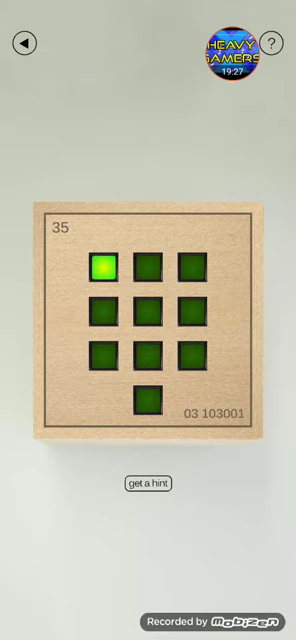 HEAVY
GAMERS
19:27
?
35
03 103001
get a hint
Recorded by Mobizen